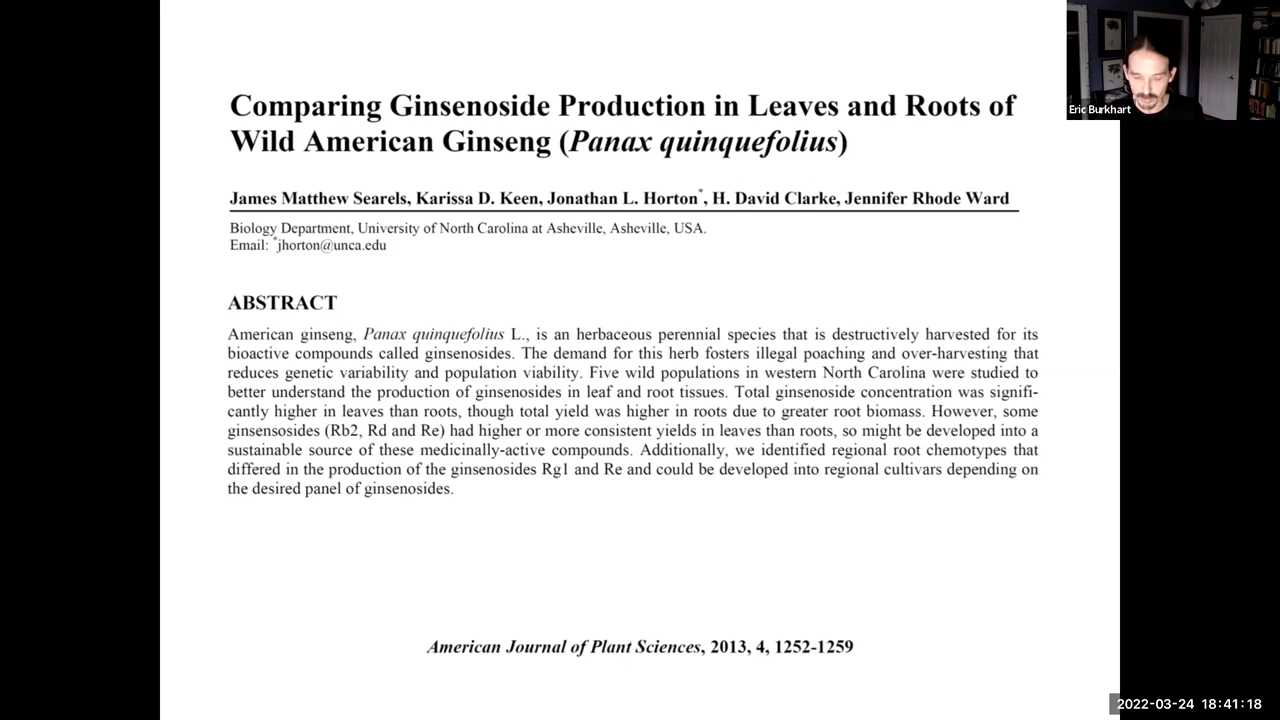 Comparing Ginsenoside Production in Leaves and Roots of
Wild American Ginseng (Panax quinquefolius)
James Matthew Searels, Karissa D. Keen, Jonathan L. Horton*, H. David Clarke, Jennifer Rhode Ward
Biology Department, University of North Carolina at Asheville, Asheville, USA.
Email: *jhorton@unca.edu
ABSTRACT
American ginseng, Panax quinquefolius L., is an herbaceous perennial species that is destructively harvested for its
bioactive compounds called ginsenosides. The demand for this herb fosters illegal poaching and over-harvesting that
reduces genetic variability and population viability. Five wild populations in western North Carolina were studied to
better understand the production of ginsenosides in leaf and root tissues. Total ginsenoside concentration was signifi-
cantly higher in leaves than roots, though total yield was higher in roots due to greater root biomass. However, some
ginsensosides (Rb2, Rd and Re) had higher or more consistent yields in leaves than roots, so might be developed into a
sustainable source of these medicinally-active compounds. Additionally, we identified regional root chemotypes that
differed in the production of the ginsenosides Rg1 and Re and could be developed into regional cultivars depending on
the desired panel of ginsenosides.
American Journal of Plant Sciences, 2013, 4, 1252-1259
Eric Burkhart
2022-03-24 18:41:18